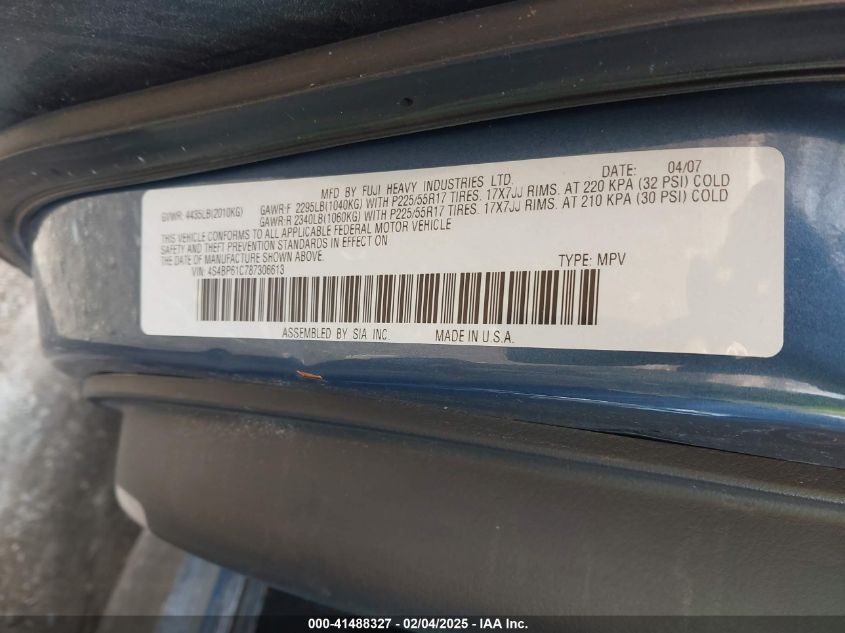 MFD BY FUJI HEAVY INDUSTRIES LTD. DATE: 04/07
GVWR: 4435LB(2010KG) GAWR:F 2295LB(1040KG) WITH P225/55R17 TIRES. 17X7JJ RIMS. AT 220 KPA (32 PSI) COLD
GAWR:R 2340LB(1060KG) WITH P225/55R17 TIRES. 17X7JJ RIMS. AT 210 KPA (30 PSI) COLD
THIS VEHICLE CONFORMS TO ALL APPLICABLE FEDERAL MOTOR VEHICLE
SAFETY AND THEFT PREVENTION STANDARDS IN EFFECT ON
THE DATE OF MANUFACTURE SHOWN ABOVE.
VIN: 4S4BP61C787306613 TYPE: MPV
ASSEMBLED BY SIA INC. MADE IN U.S.A.
000-41488327 - 02/04/2025 - IAA Inc.